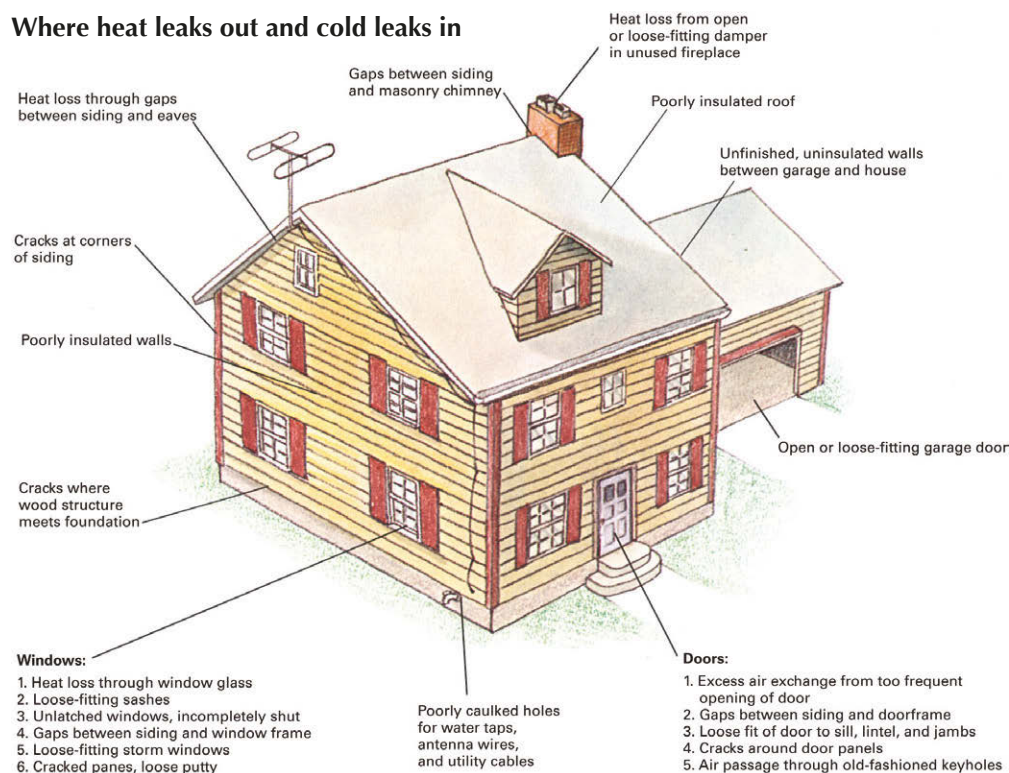 Where heat leaks out and cold leaks in
Heat loss from open
or loose-fitting damper
in unused fireplace
Gaps between siding
and masonry chimney
Heat loss through gaps
between siding and eaves
Poorly insulated roof
Unfinished, uninsulated walls
between garage and house
Cracks at corners
of siding
Poorly insulated walls
Open or loose-fitting garage door
Cracks where
wood structure
meets foundation
Windows:
1. Heat loss through window glass
2. Loose-fitting sashes
3. Unlatched windows, incompletely shut
4. Gaps between siding and window frame
5. Loose-fitting storm windows
6. Cracked panes, loose putty
Poorly caulked holes
for water taps,
antenna wires,
and utility cables
Doors:
1. Excess air exchange from too frequent
opening of door
2. Gaps between siding and doorframe
3. Loose fit of door to sill, lintel, and jambs
4. Cracks around door panels
5. Air passage through old-fashioned keyholes